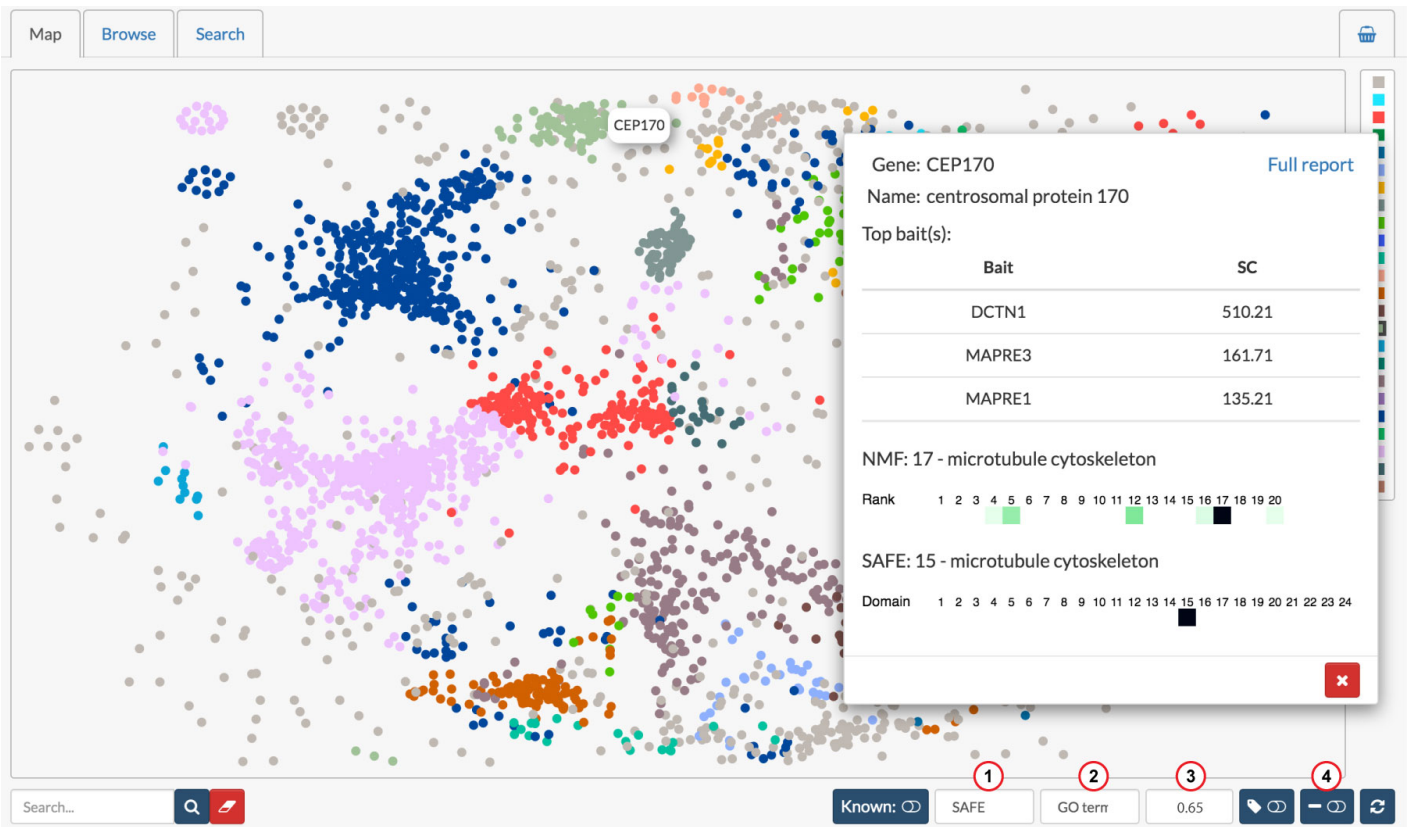 Map Browse Search
CEP170
Gene: CEP170 Full report
Name: centrosomal protein 170
Top bait(s):
Bait SC
DCTN1 510.21
MAPRE3 161.71
MAPRE1 135.21
NMF: 17 - microtubule cytoskeleton
Rank 1 2 3 4 5 6 7 8 9 10 11 12 13 14 15 16 17 18 19 20
SAFE: 15 - microtubule cytoskeleton
Domain 1 2 3 4 5 6 7 8 9 10 11 12 13 14 15 16 17 18 19 20 21 22 23 24
1 2 3 4
Search... Known: SAFE GO tern 0.65